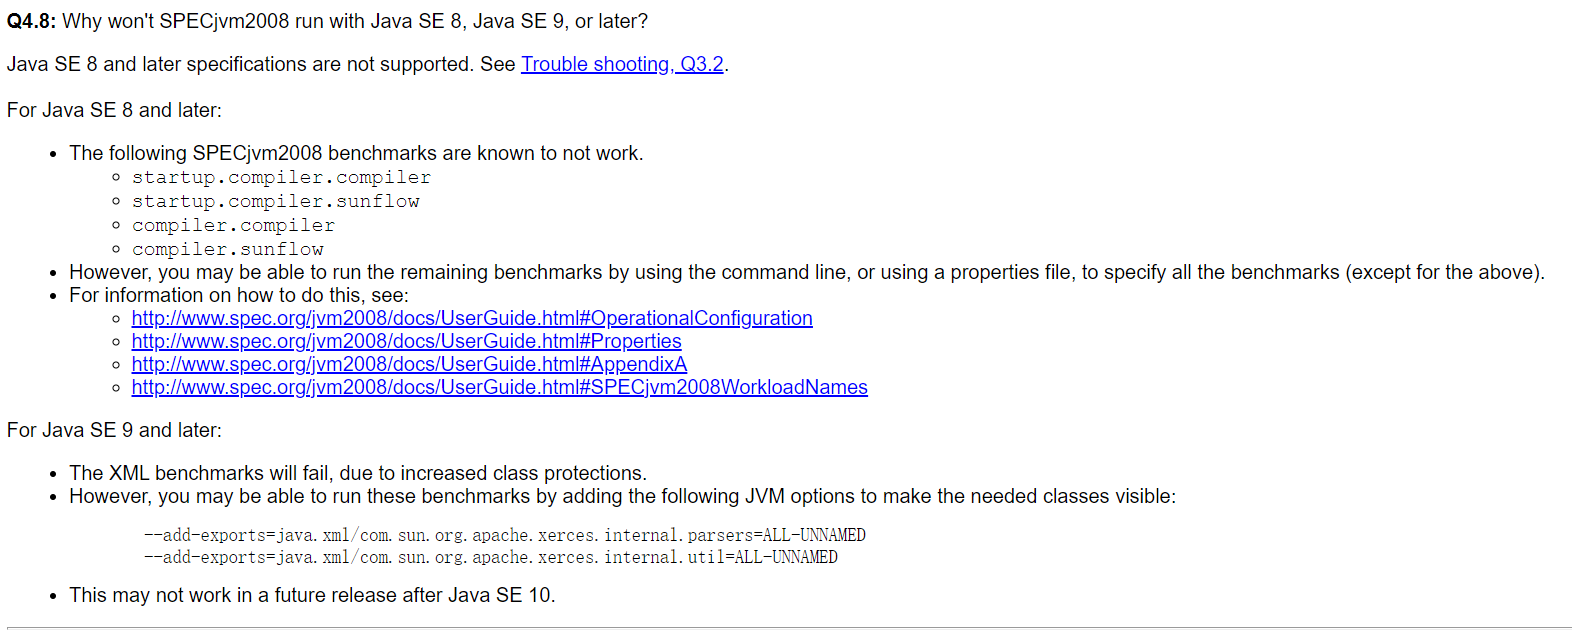 Q4.8: Why won't SPECjvm2008 run with Java SE 8, Java SE 9, or later?
Java SE 8 and later specifications are not supported. See Trouble shooting, Q3.2.
For Java SE 8 and later:
• The following SPECjvm2008 benchmarks are known to not work.
◦ startup.compiler.compiler
◦ startup.compiler.sunflow
◦ compiler.compiler
◦ compiler.sunflow
• However, you may be able to run the remaining benchmarks by using the command line, or using a properties file, to specify all the benchmarks (except for the above).
• For information on how to do this, see:
◦ http://www.spec.org/jvm2008/docs/UserGuide.html#OperationalConfiguration
◦ http://www.spec.org/jvm2008/docs/UserGuide.html#Properties
◦ http://www.spec.org/jvm2008/docs/UserGuide.html#AppendixA
◦ http://www.spec.org/jvm2008/docs/UserGuide.html#SPECjvm2008WorkloadNames
For Java SE 9 and later:
• The XML benchmarks will fail, due to increased class protections.
• However, you may be able to run these benchmarks by adding the following JVM options to make the needed classes visible:
--add-exports=java.xml/com.sun.org.apache.xerces.internal.parsers=ALL-UNNAMED
--add-exports=java.xml/com.sun.org.apache.xerces.internal.util=ALL-UNNAMED
• This may not work in a future release after Java SE 10.